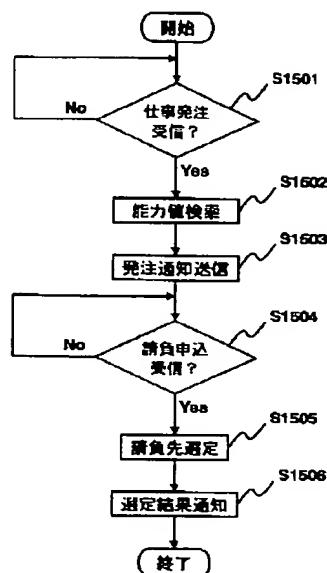 開始
S1501
仕事発注
受信?
No
Yes
S1502
能力値検索
S1503
発注通知送信
S1504
請負申込
受信?
No
Yes
S1505
請負先選定
S1506
選定結果通知
終了